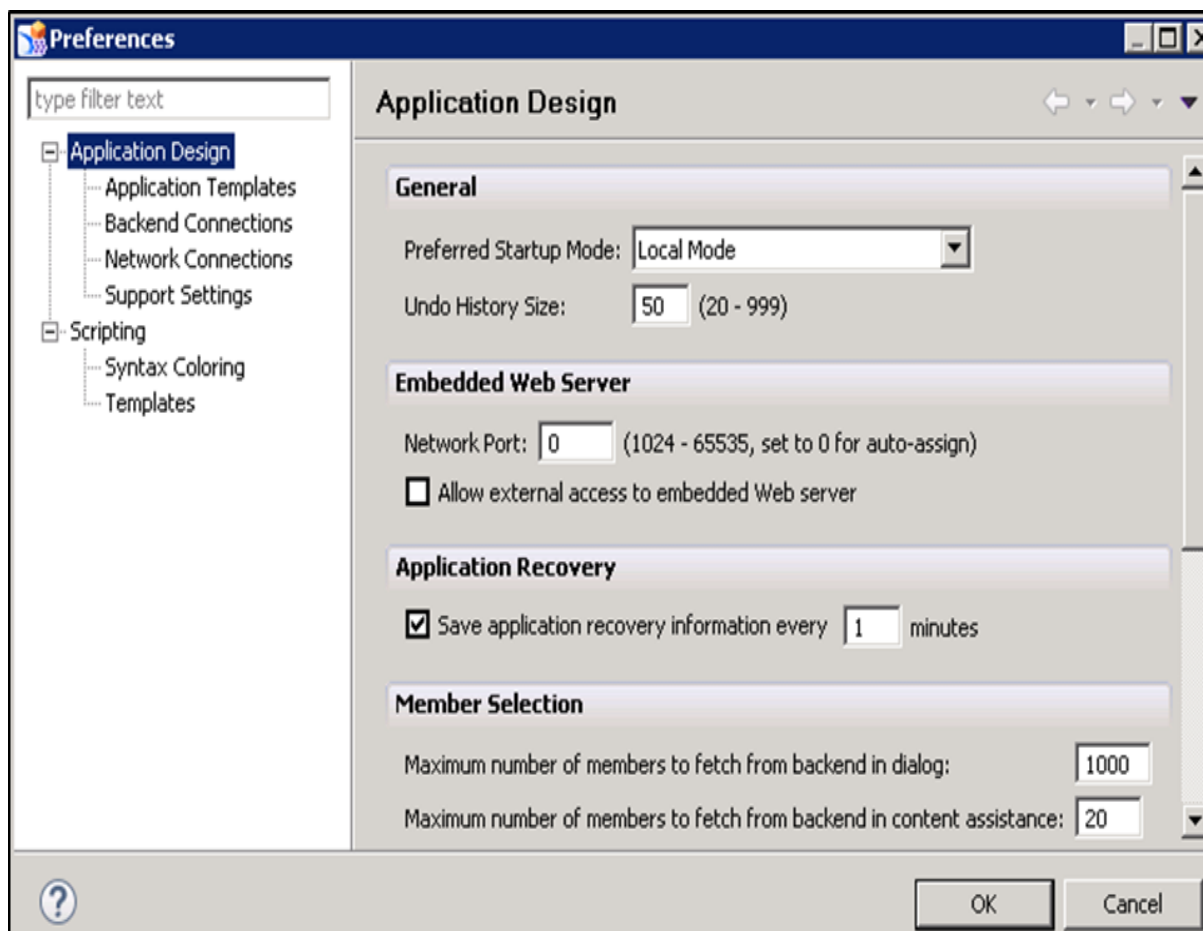 Preferences
type filter text
Application Design
Application Templates
Backend Connections
Network Connections
Support Settings
Scripting
Syntax Coloring
Templates
Application Design
General
Preferred Startup Mode: Local Mode
Undo History Size: 50 (20 - 999)
Embedded Web Server
Network Port: 0 (1024 - 65535, set to 0 for auto-assign)
Allow external access to embedded Web server
Application Recovery
Save application recovery information every 1 minutes
Member Selection
Maximum number of members to fetch from backend in dialog: 1000
Maximum number of members to fetch from backend in content assistance: 20
?
OK Cancel